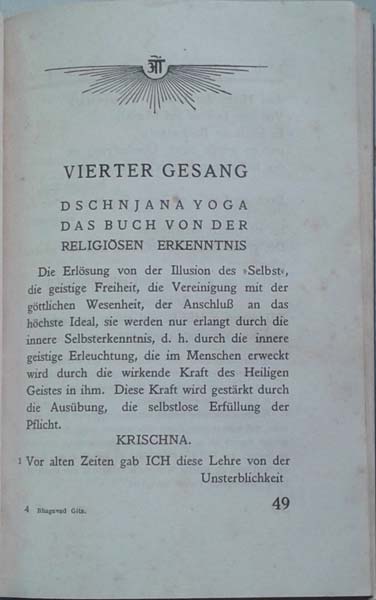 VIERTER GESANG
DSCHNJANA YOGA
DAS BUCH VON DER
RELIGIÖSEN ERKENNTNIS
Die Erlösung von der Illusion des »Selbst«,
die geistige Freiheit, die Vereinigung mit der
göttlichen Wesenheit, der Anschluß an das
höchste Ideal, sie werden nur erlangt durch die
innere Selbsterkenntnis, d. h. durch die innere
geistige Erleuchtung, die im Menschen erweckt
wird durch die wirkende Kraft des Heiligen
Geistes in ihm. Diese Kraft wird gestärkt durch
die Ausübung, die selbstlose Erfüllung der
Pflicht.
KRISCHNA.
1 Vor alten Zeiten gab ICH diese Lehre von der
Unsterblichkeit
4 Bhagavad Gita. 49